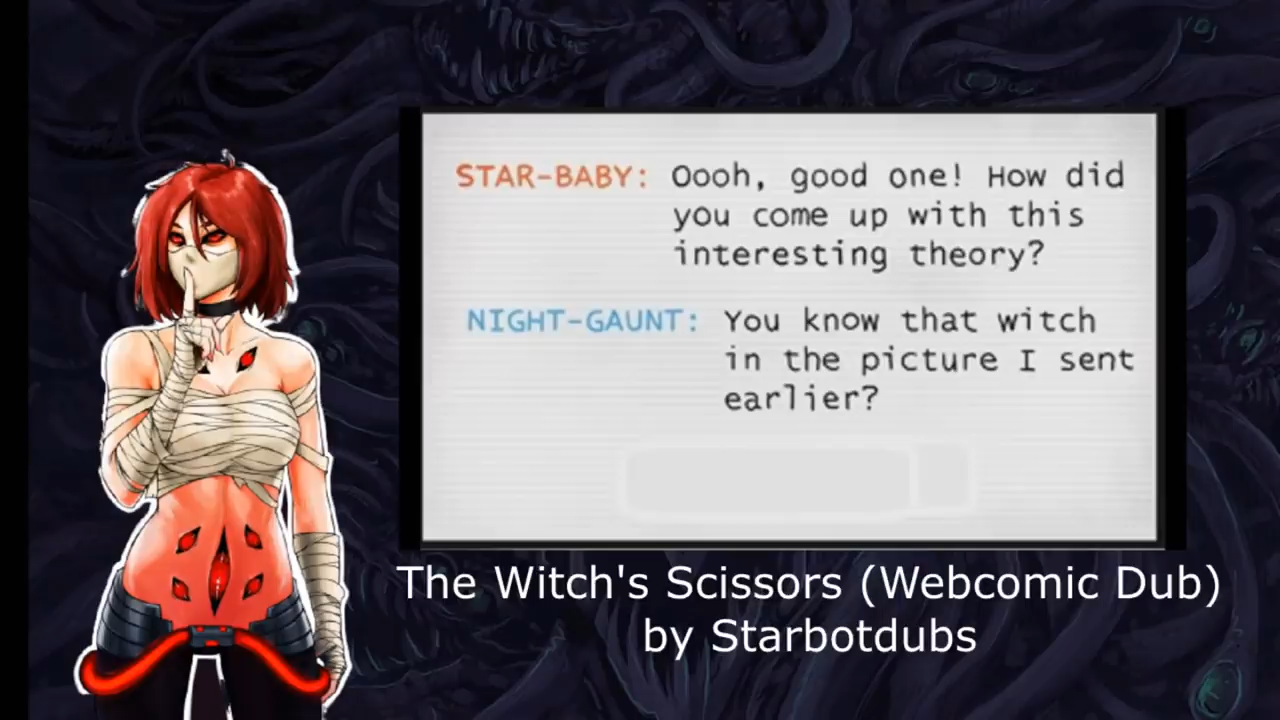 STAR-BABY: Oooh, good one! How did
you come up with this
interesting theory?
NIGHT-GAUNT: You know that witch
in the picture I sent
earlier?
The Witch's Scissors (Webcomic Dub)
by Starbotdubs